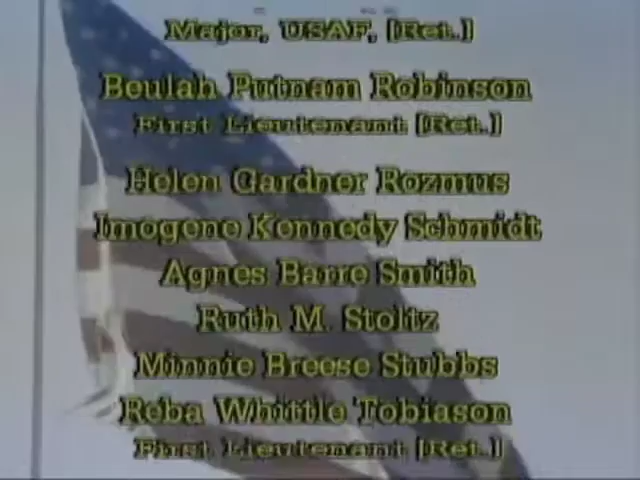 Major, USAF, [Ret.]
Beulah Putnam Robinson
First Lieutenant [Ret.]
Helen Gardner Rozmus
Imogene Kennedy Schmidt
Agnes Barre Smith
Ruth M. Stoltz
Minnie Breese Stubbs
Reba Whittle Tobiason
First Lieutenant [Ret.]